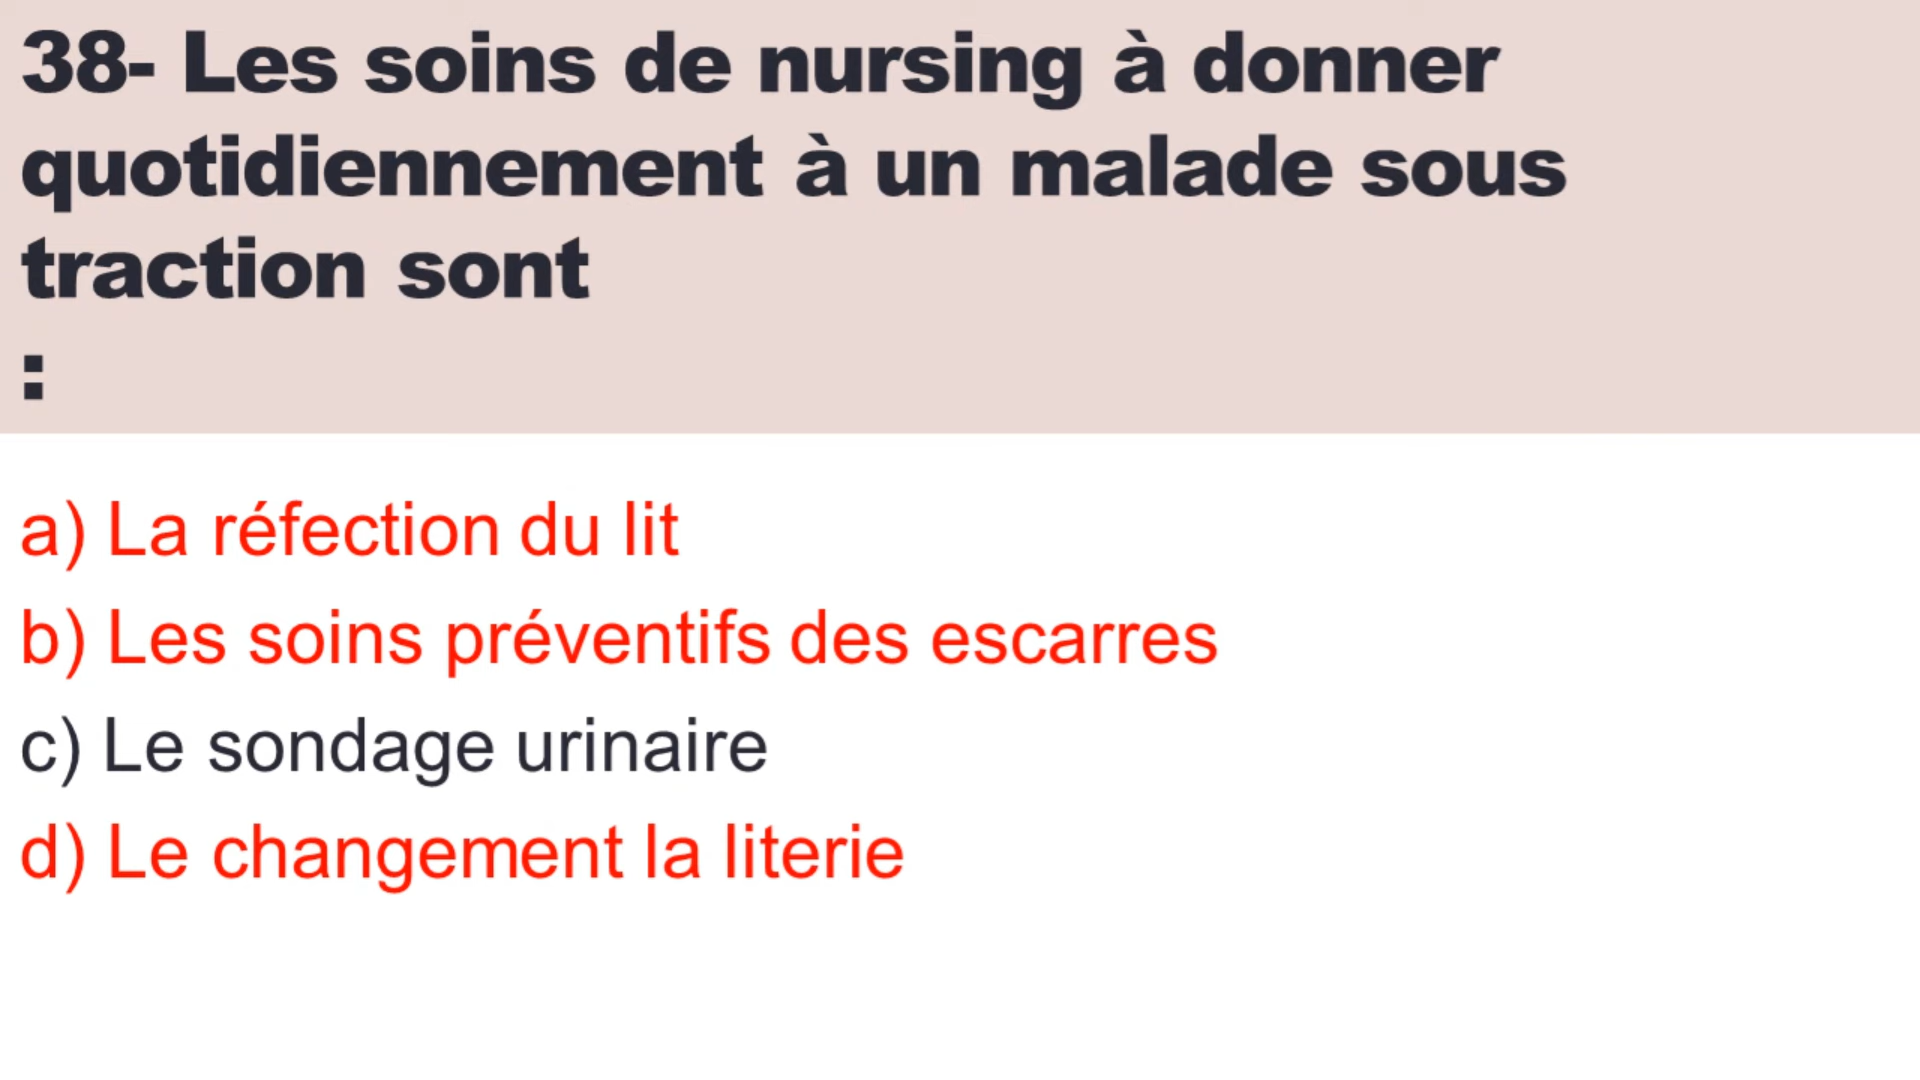 38- Les soins de nursing à donner
quotidiennement à un malade sous
traction sont
:
a) La réfection du lit
b) Les soins préventifs des escarres
c) Le sondage urinaire
d) Le changement la literie